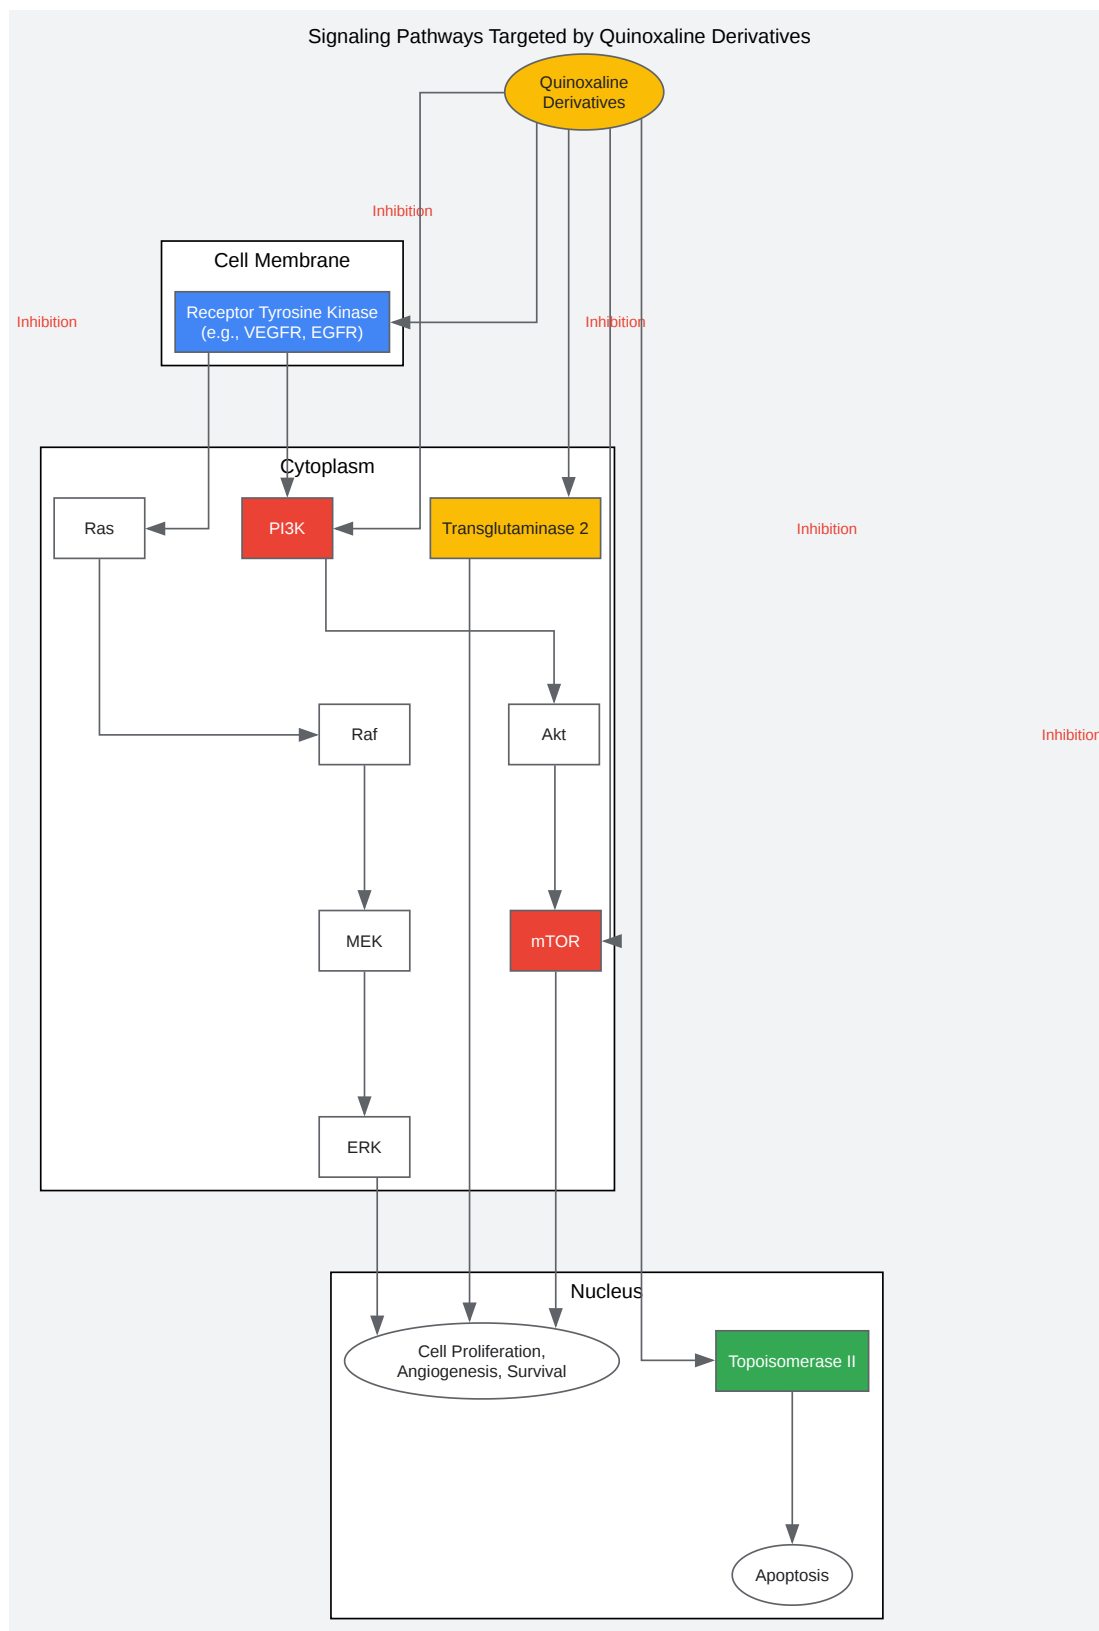 Signaling Pathways Targeted by Quinoxaline Derivatives
Quinoxaline
Derivatives
Inhibition
Cell Membrane
Receptor Tyrosine Kinase
(e.g., VEGFR, EGFR)
Inhibition
Inhibition
Cytoplasm
Ras
PI3K
Transglutaminase 2
Inhibition
Raf
Akt
Inhibition
MEK
mTOR
ERK
Nucleus
Cell Proliferation,
Angiogenesis, Survival
Topoisomerase II
Apoptosis